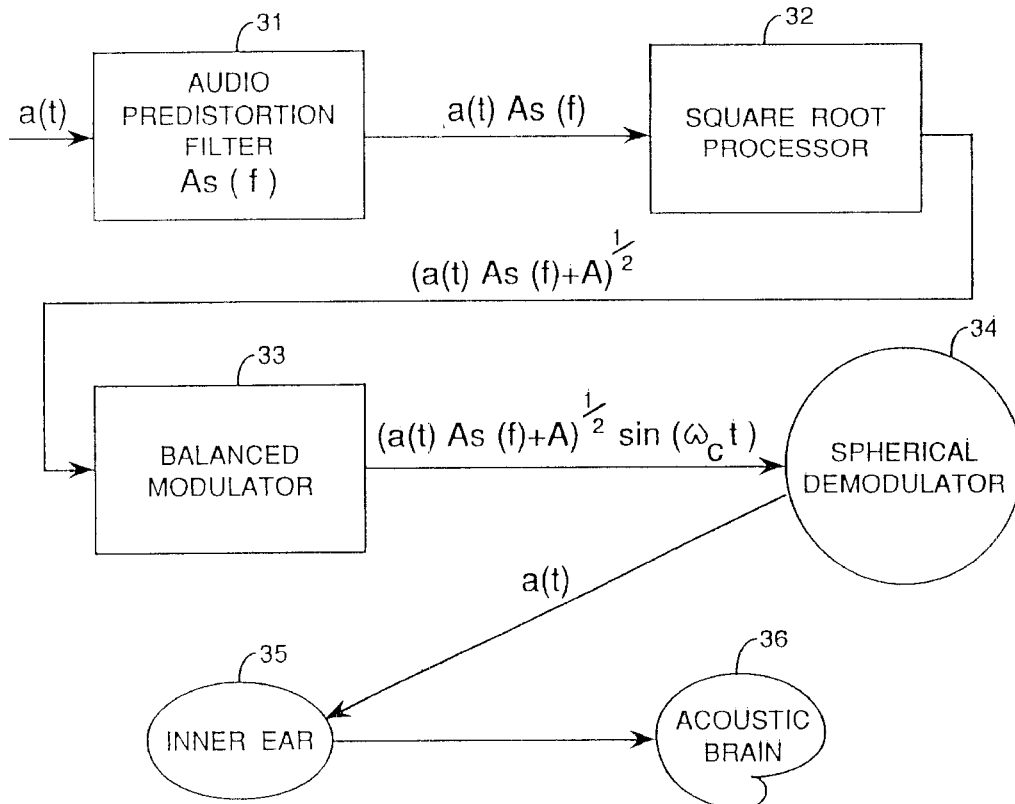 31
32
AUDIO
PREDISTORTION
FILTER
As ( f )
a(t)
a(t) As (f)
SQUARE ROOT
PROCESSOR
(a(t) As (f)+A)^1/2
33
34
BALANCED
MODULATOR
(a(t) As (f)+A)^1/2 sin (ω_c t)
SPHERICAL
DEMODULATOR
a(t)
35
36
INNER EAR
ACOUSTIC
BRAIN